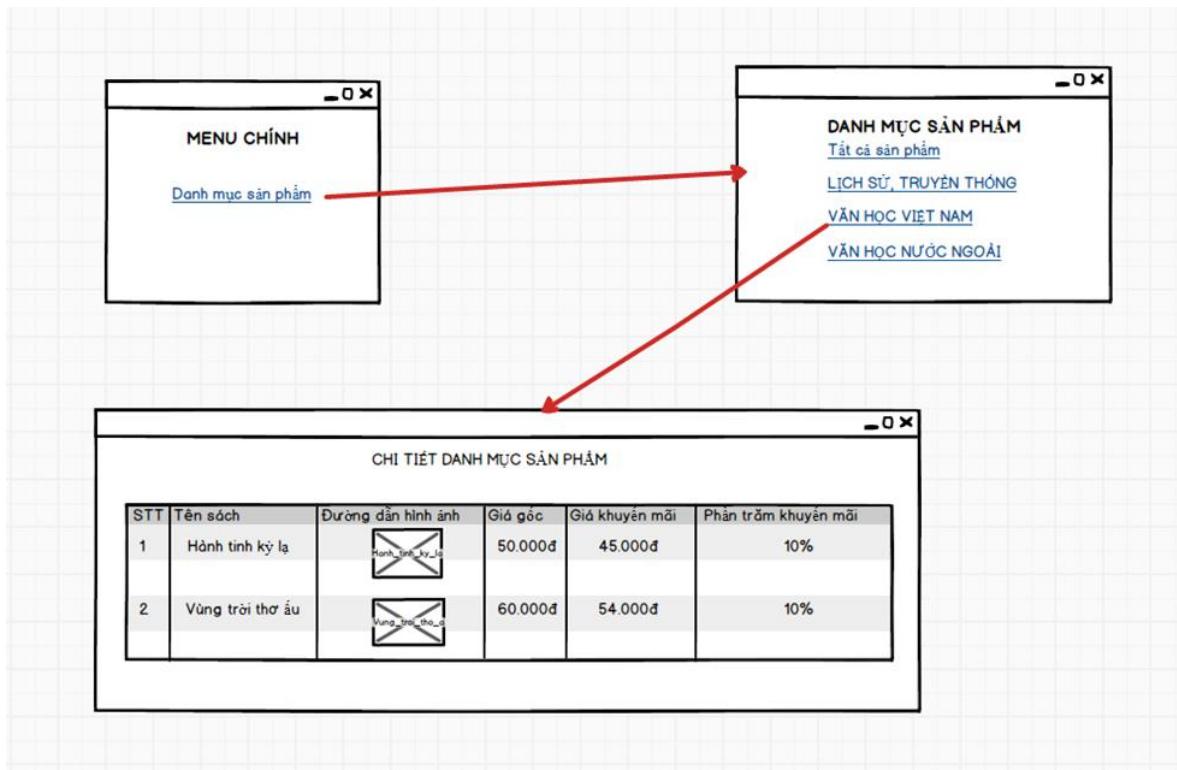 MENU CHÍNH
Danh mục sản phẩm
DANH MỤC SẢN PHẨM
Tất cả sản phẩm
LỊCH SỬ, TRUYỀN THỐNG
VĂN HỌC VIỆT NAM
VĂN HỌC NƯỚC NGOÀI
CHI TIẾT DANH MỤC SẢN PHẨM
STT Tên sách Đường dẫn hình ảnh Giá gốc Giá khuyến mãi Phần trăm khuyến mãi
1 Hành tinh kỳ lạ Hanh_tinh_ky_la 50.000đ 45.000đ 10%
2 Vùng trời thơ ấu Vung_troi_tho_a 60.000đ 54.000đ 10%